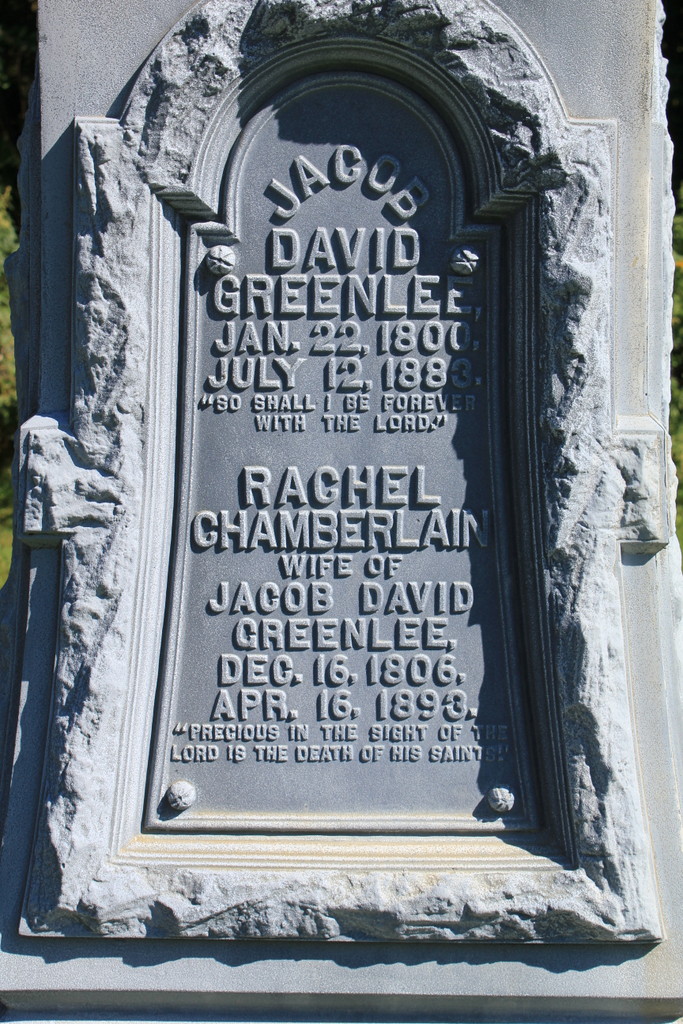 JACOB
DAVID
GREENLEE,
JAN. 22, 1800.
JULY 12, 1883.
"SO SHALL I BE FOREVER
WITH THE LORD."
RACHEL
CHAMBERLAIN
WIFE OF
JACOB DAVID
GREENLEE,
DEC. 16, 1806.
APR. 16, 1893.
"PRECIOUS IN THE SIGHT OF THE
LORD IS THE DEATH OF HIS SAINTS."